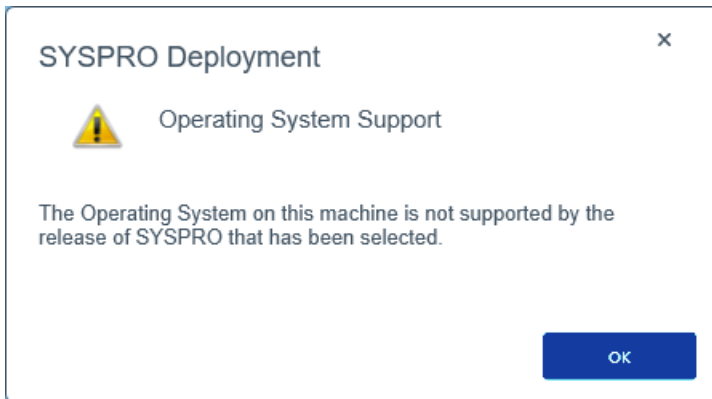 SYSPRO Deployment
Operating System Support
The Operating System on this machine is not supported by the
release of SYSPRO that has been selected.
OK